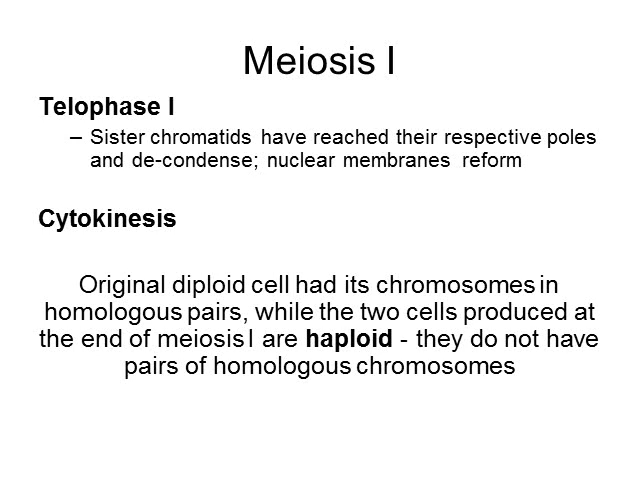 Meiosis I
Telophase I
– Sister chromatids have reached their respective poles
and de-condense; nuclear membranes reform
Cytokinesis
Original diploid cell had its chromosomes in
homologous pairs, while the two cells produced at
the end of meiosis I are haploid - they do not have
pairs of homologous chromosomes